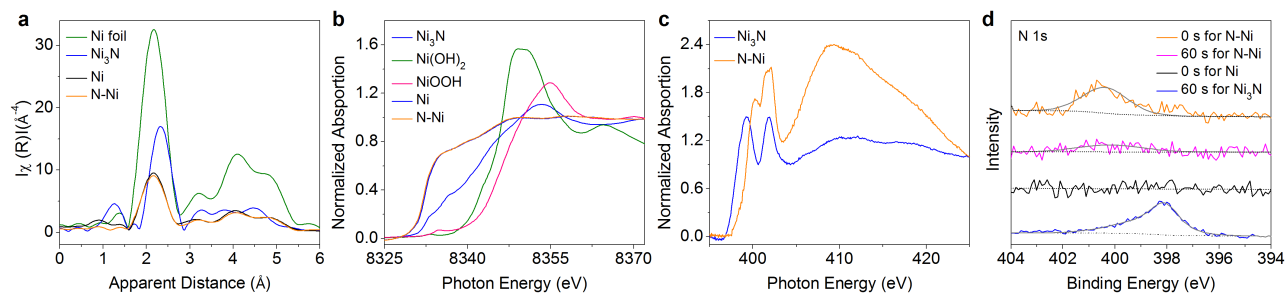 a
Ni foil
Ni3N
Ni
N-Ni
30
20
10
0
0 1 2 3 4 5 6
Iχ (R)|(Å-4)
Apparent Distance (Å)
b
Ni3N
Ni(OH)2
NiOOH
Ni
N-Ni
1.6
1.2
0.8
0.4
0.0
8325 8340 8355 8370
Normalized Absorption
Photon Energy (eV)
c
Ni3N
N-Ni
2.4
1.8
1.2
0.6
0.0
400 410 420
Normalized Absorption
Photon Energy (eV)
d
N 1s
0 s for N-Ni
60 s for N-Ni
0 s for Ni
60 s for Ni3N
404 402 400 398 396 394
Intensity
Binding Energy (eV)